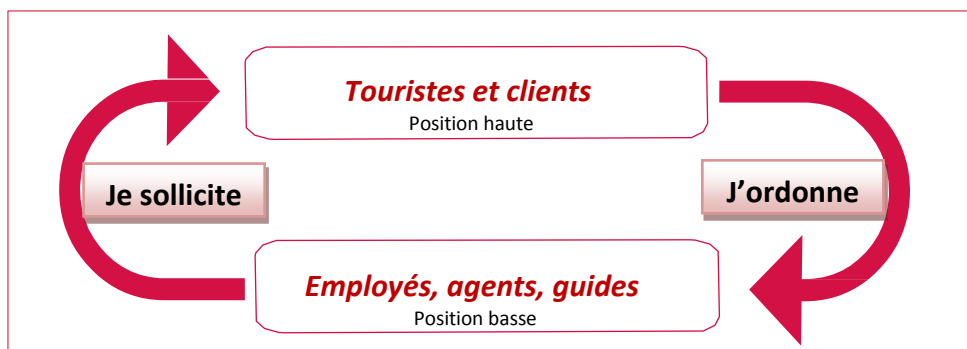 Touristes et clients
Position haute
Je sollicite
J’ordonne
Employés, agents, guides
Position basse